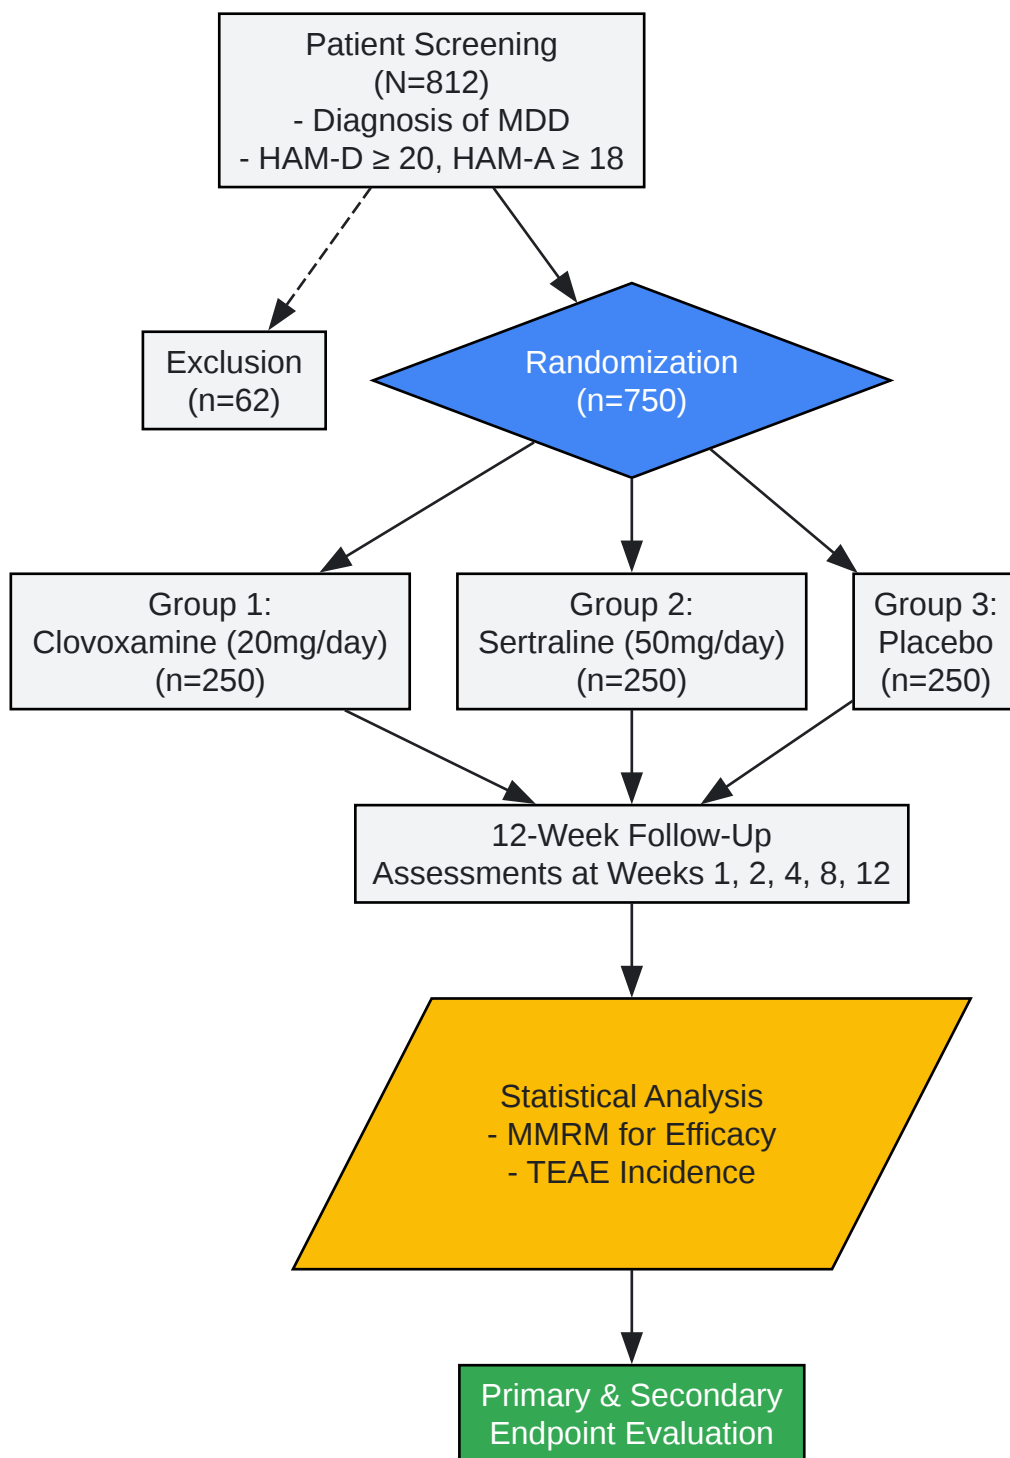 Patient Screening
(N=812)
- Diagnosis of MDD
- HAM-D ≥ 20, HAM-A ≥ 18
Exclusion
(n=62)
Randomization
(n=750)
Group 1:
Clovoxamine (20mg/day)
(n=250)
Group 2:
Sertraline (50mg/day)
(n=250)
Group 3:
Placebo
(n=250)
12-Week Follow-Up
Assessments at Weeks 1, 2, 4, 8, 12
Statistical Analysis
- MMRM for Efficacy
- TEAE Incidence
Primary & Secondary
Endpoint Evaluation